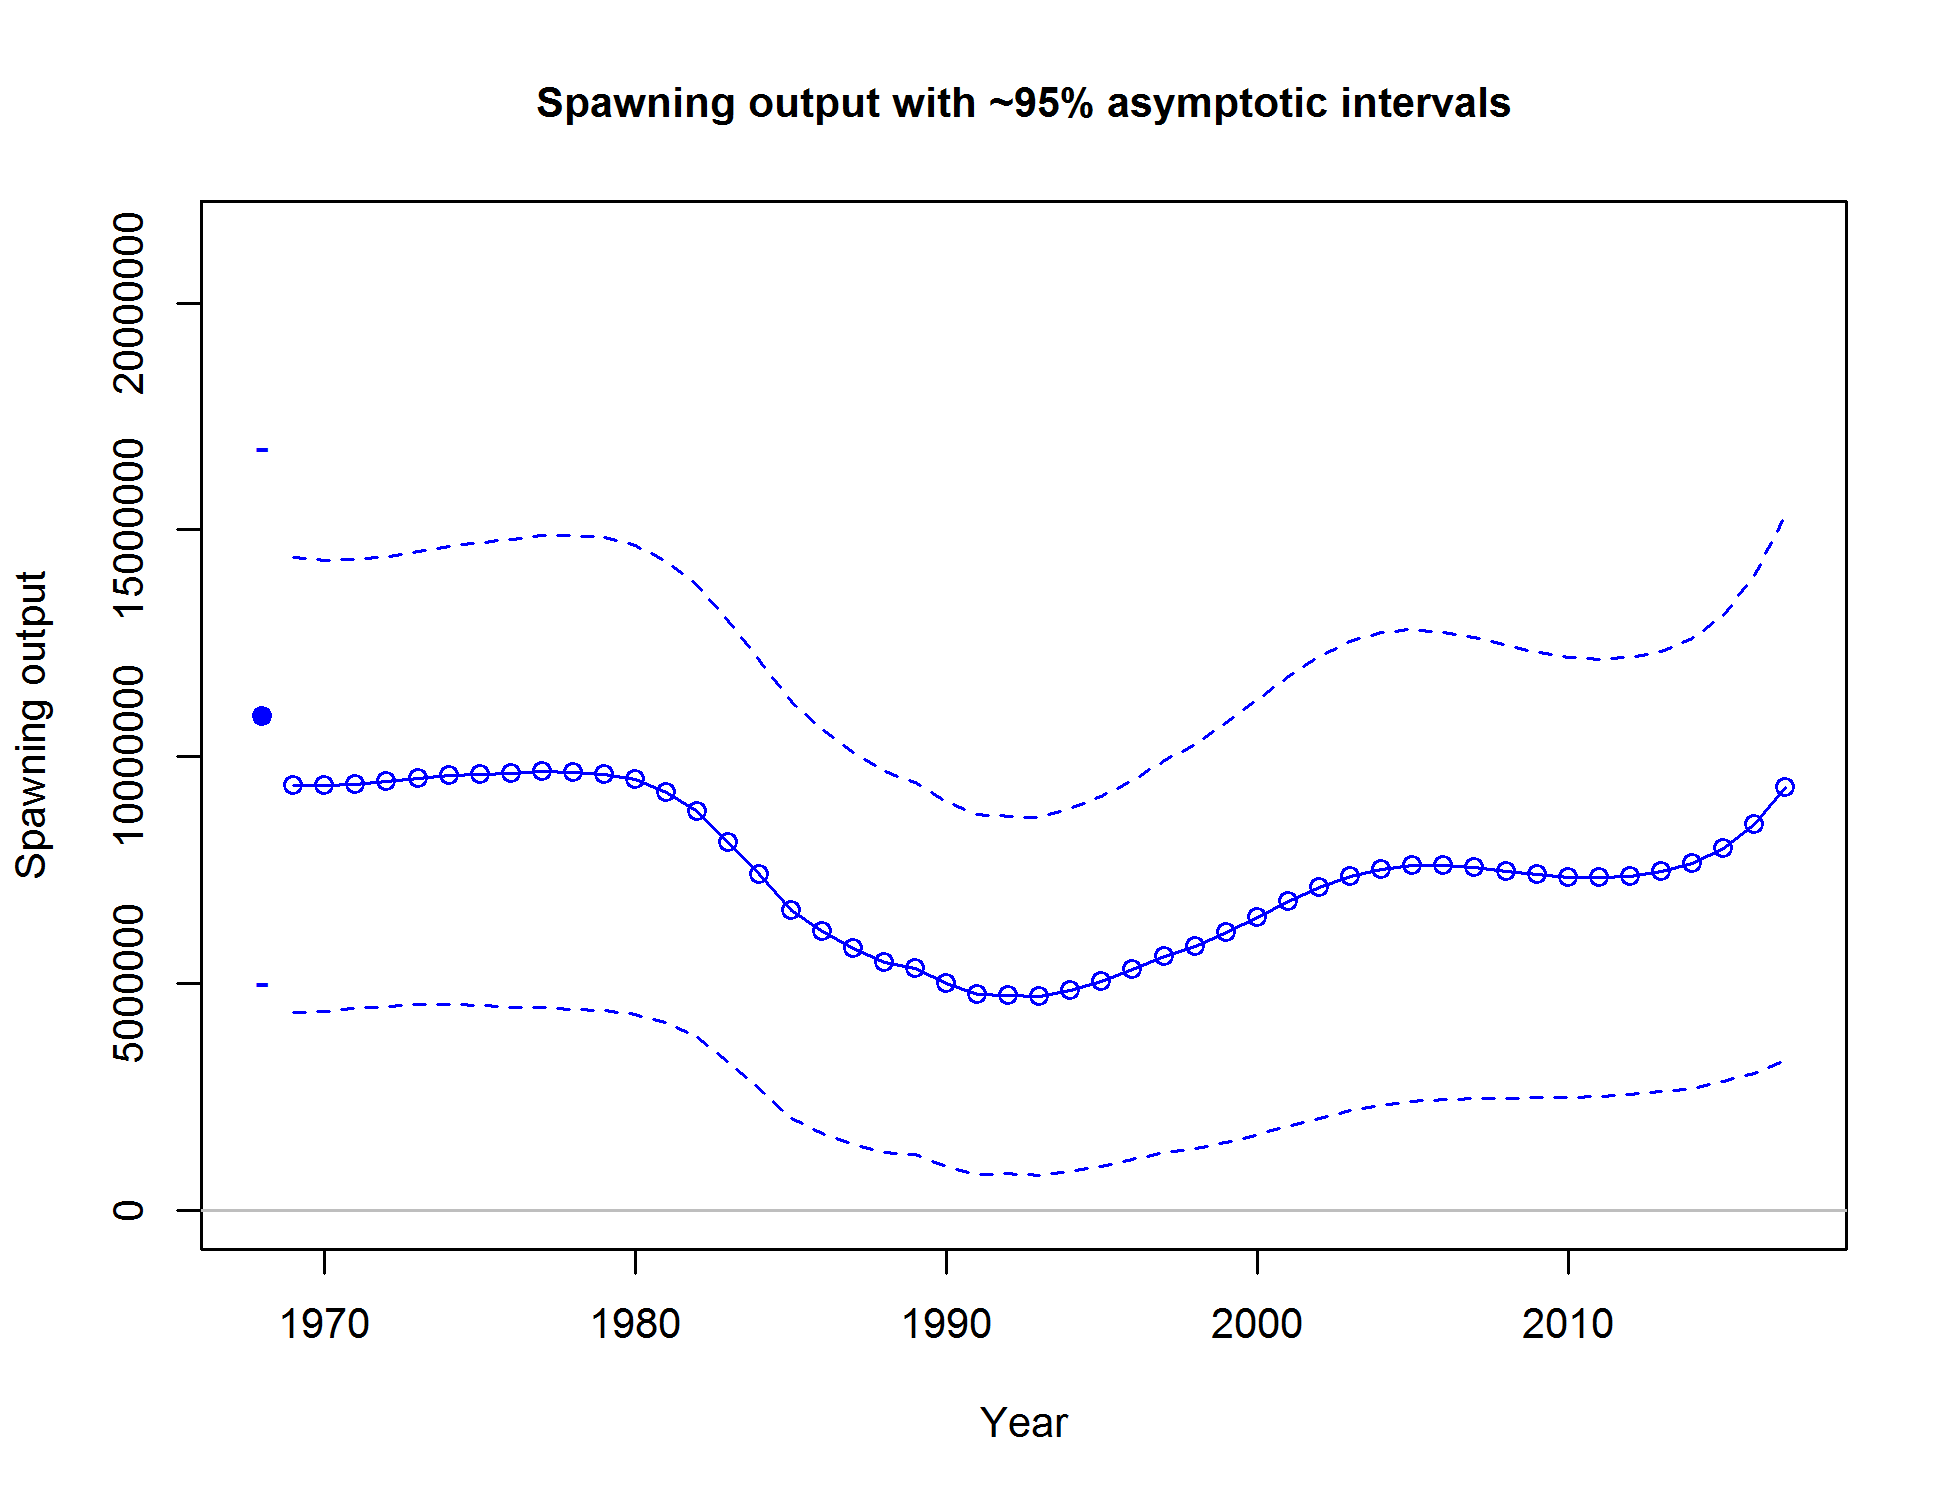 Spawning output with ~95% asymptotic intervals
Spawning output
20000000
15000000
10000000
5000000
0
1970 1980 1990 2000 2010
Year